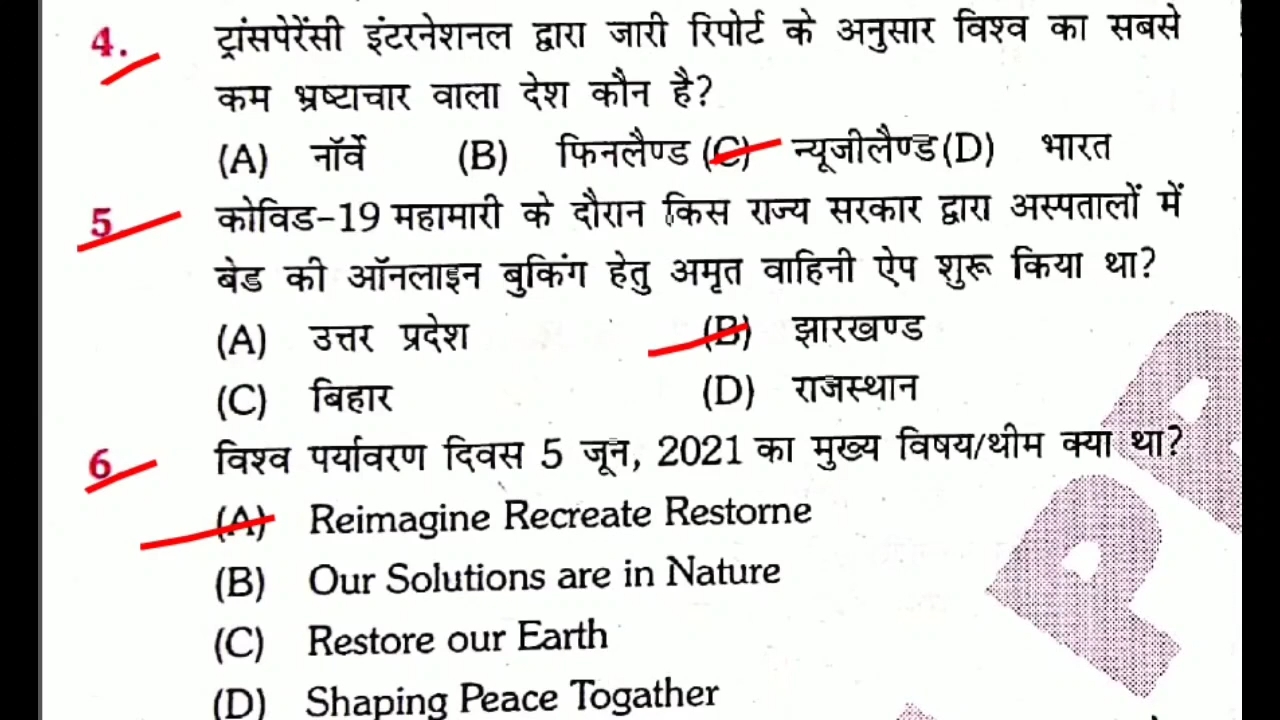 4. ट्रांसपेरेंसी इंटरनेशनल द्वारा जारी रिपोर्ट के अनुसार विश्व का सबसे
कम भ्रष्टाचार वाला देश कौन है?
(A) नॉर्वे (B) फिनलैण्ड (C) न्यूजीलैण्ड (D) भारत
5 कोविड-19 महामारी के दौरान किस राज्य सरकार द्वारा अस्पतालों में
बेड की ऑनलाइन बुकिंग हेतु अमृत वाहिनी ऐप शुरू किया था?
(A) उत्तर प्रदेश (B) झारखण्ड
(C) बिहार (D) राजस्थान
6 विश्व पर्यावरण दिवस 5 जून, 2021 का मुख्य विषय/थीम क्या था?
(A) Reimagine Recreate Restorne
(B) Our Solutions are in Nature
(C) Restore our Earth
(D) Shaping Peace Togather